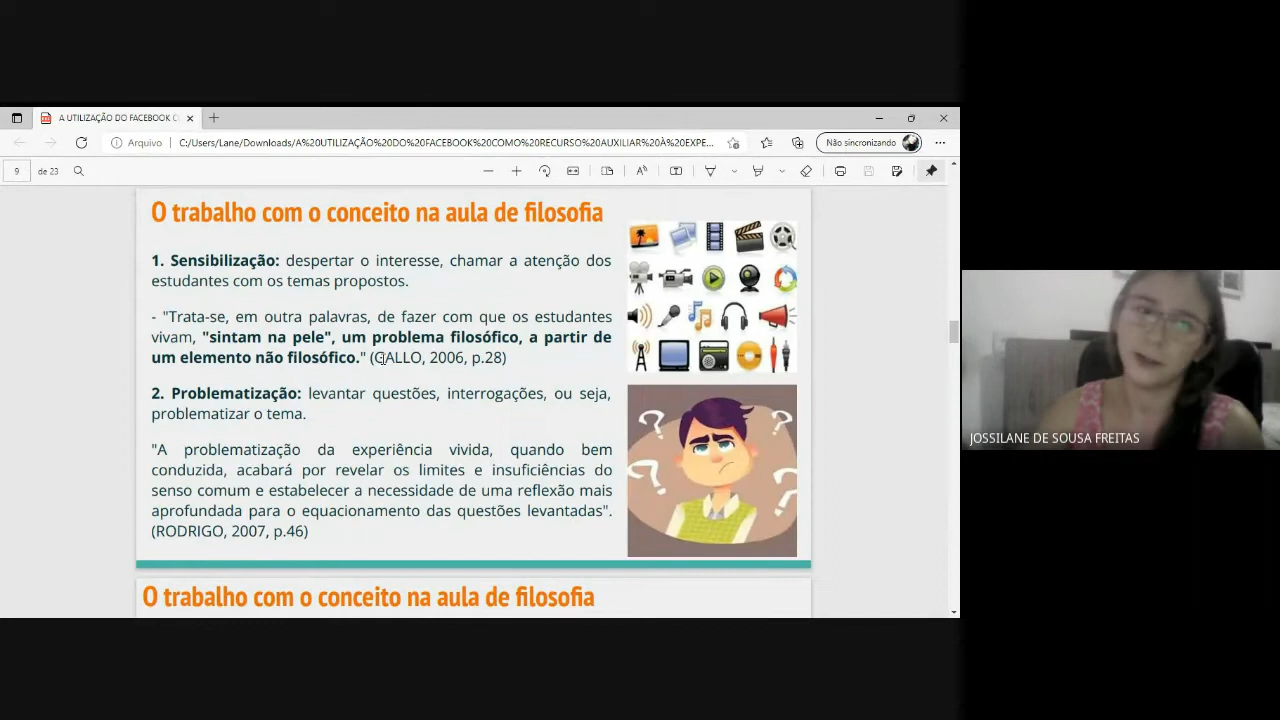 A UTILIZAÇÃO DO FACEBOOK C
Arquivo
C:/Users/Lane/Downloads/A%20UTILIZAÇÃO%20DO%20FACEBOOK%20COMO%20RECURSO%20AUXILIAR%20À%20EXPE...
Não sincronizando
9 de 23
O trabalho com o conceito na aula de filosofia
1. Sensibilização: despertar o interesse, chamar a atenção dos
estudantes com os temas propostos.
- "Trata-se, em outra palavras, de fazer com que os estudantes
vivam, "sintam na pele", um problema filosófico, a partir de
um elemento não filosófico." (GALLO, 2006, p.28)
2. Problematização: levantar questões, interrogações, ou seja,
problematizar o tema.
"A problematização da experiência vivida, quando bem
conduzida, acabará por revelar os limites e insuficiências do
senso comum e estabelecer a necessidade de uma reflexão mais
aprofundada para o equacionamento das questões levantadas".
(RODRIGO, 2007, p.46)
O trabalho com o conceito na aula de filosofia
JOSSILANE DE SOUSA FREITAS